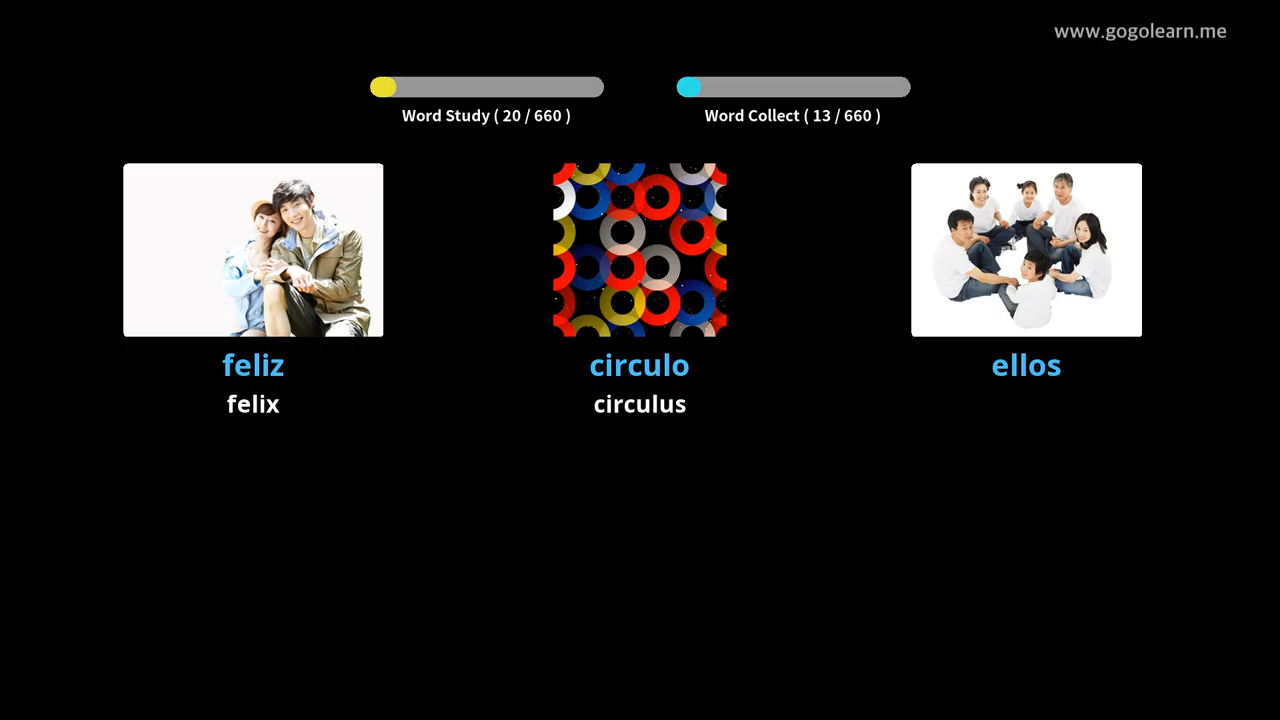 www.gogolearn.me
Word Study ( 20 / 660 )
Word Collect ( 13 / 660 )
feliz
circulo
ellos
felix
circulus